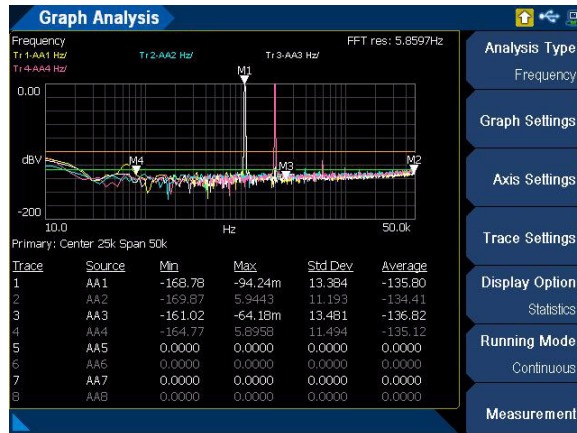 Graph Analysis
Frequency
FFT res: 5.8597Hz
Tr 1-AA1 Hz/ Tr 2-AA2 Hz/ Tr 3-AA3 Hz/
Tr 4-AA4 Hz/
M1
0.00
dBV
M4
M3
M2
-200
10.0
Hz
50.0k
Primary: Center 25k Span 50k
Trace Source Min Max Std Dev Average
1 AA1 -168.78 -94.24m 13.384 -135.80
2 AA2 -169.87 5.9443 11.193 -134.41
3 AA3 -161.02 -64.18m 13.481 -136.82
4 AA4 -164.77 5.8958 11.494 -135.12
5 AA5 0.0000 0.0000 0.0000 0.0000
6 AA6 0.0000 0.0000 0.0000 0.0000
7 AA7 0.0000 0.0000 0.0000 0.0000
8 AA8 0.0000 0.0000 0.0000 0.0000
Analysis Type
Frequency
Graph Settings
Axis Settings
Trace Settings
Display Option
Statistics
Running Mode
Continuous
Measurement